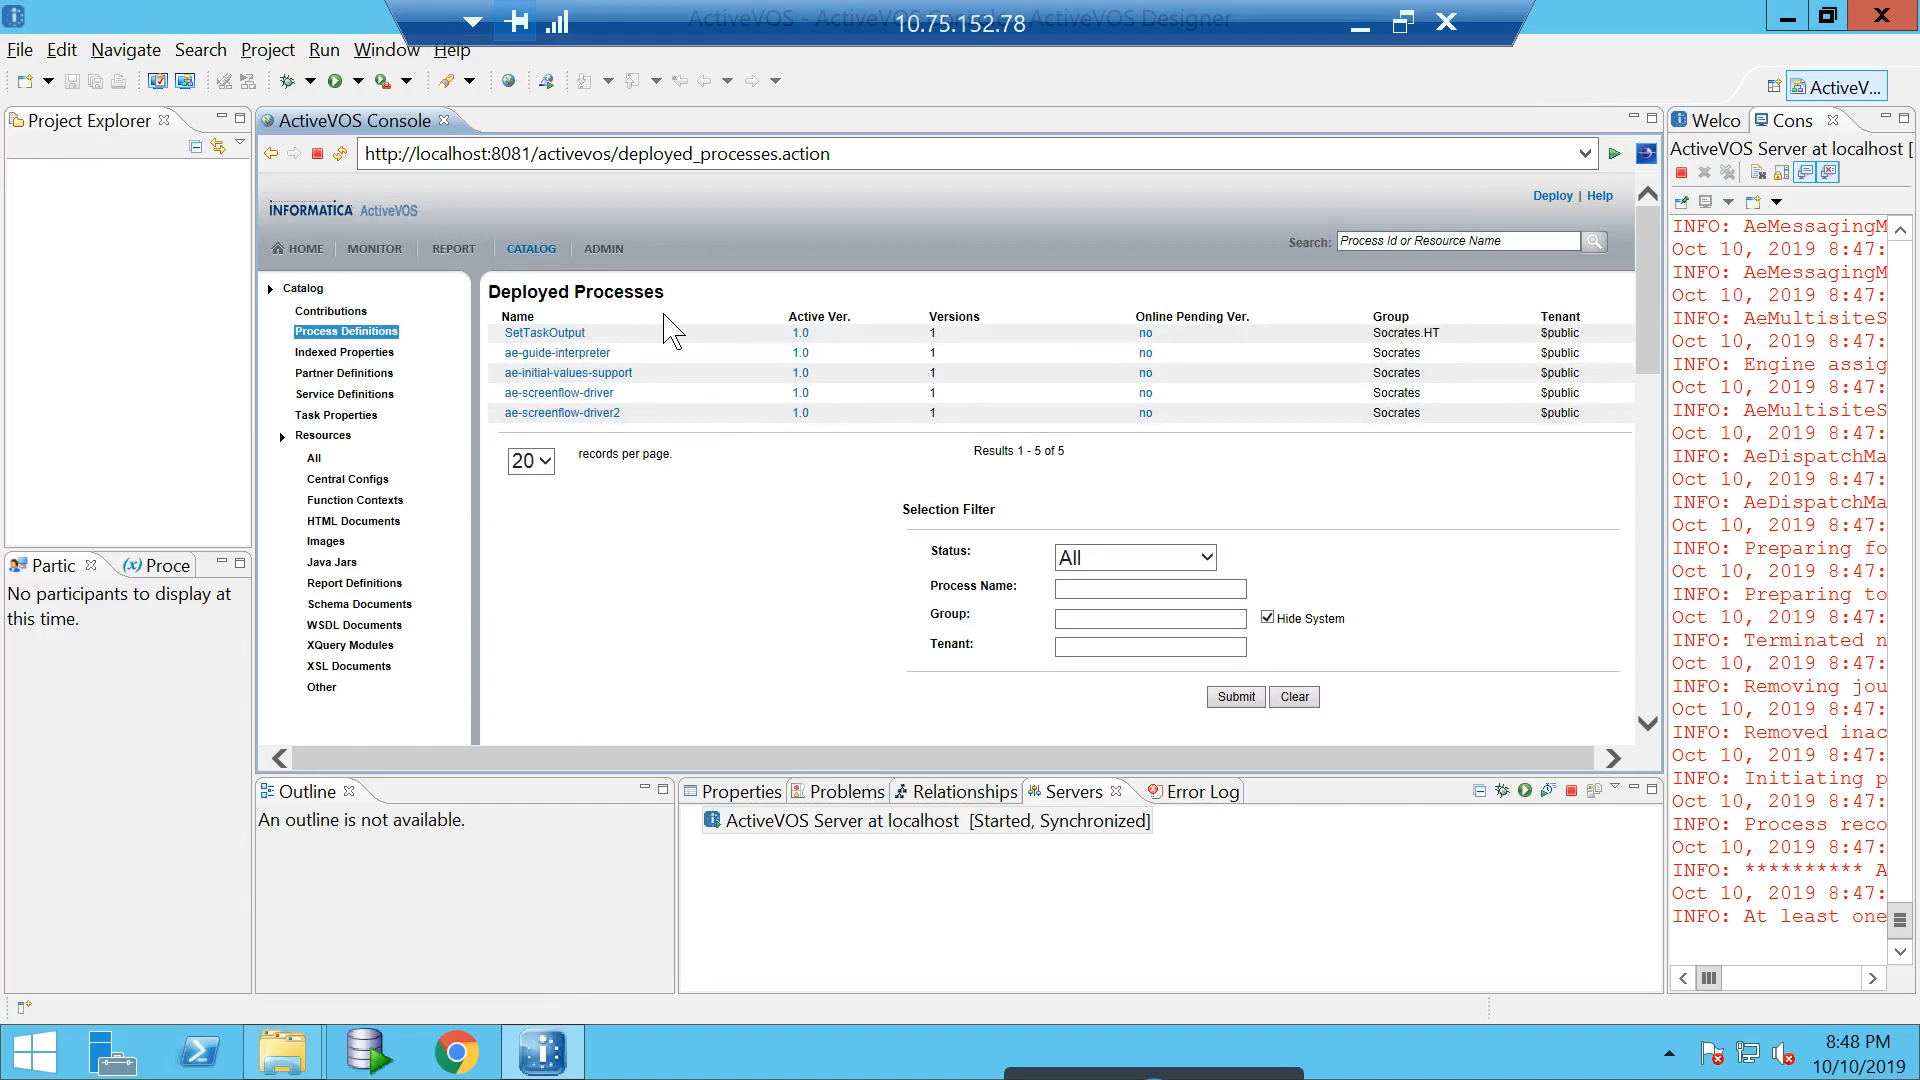 10.75.152.78
File Edit Navigate Search Project Run Window Help
ActiveV...
Project Explorer
ActiveVOS Console
http://localhost:8081/activevos/deployed_processes.action
INFORMATICA ActiveVOS
Deploy | Help
HOME MONITOR REPORT CATALOG ADMIN
Search: Process Id or Resource Name
Catalog
Contributions
Process Definitions
Indexed Properties
Partner Definitions
Service Definitions
Task Properties
Resources
All
Central Configs
Function Contexts
HTML Documents
Images
Java Jars
Report Definitions
Schema Documents
WSDL Documents
XQuery Modules
XSL Documents
Other
Deployed Processes
Name Active Ver. Versions Online Pending Ver. Group Tenant
SetTaskOutput 1.0 1 no Socrates.HT $public
ae-guide-interpreter 1.0 1 no Socrates $public
ae-initial-values-support 1.0 1 no Socrates $public
ae-screenflow-driver 1.0 1 no Socrates $public
ae-screenflow-driver2 1.0 1 no Socrates $public
20 records per page. Results 1 - 5 of 5
Selection Filter
Status: All
Process Name:
Group: Hide System
Tenant:
Submit Clear
Welco Cons
ActiveVOS Server at localhost [
INFO: AeMessagingM
Oct 10, 2019 8:47:
INFO: AeMessagingM
Oct 10, 2019 8:47:
INFO: AeMultisiteS
Oct 10, 2019 8:47:
INFO: Engine assig
Oct 10, 2019 8:47:
INFO: AeMultisiteS
Oct 10, 2019 8:47:
INFO: AeDispatchMa
Oct 10, 2019 8:47:
INFO: AeDispatchMa
Oct 10, 2019 8:47:
INFO: Preparing fo
Oct 10, 2019 8:47:
INFO: Preparing to
Oct 10, 2019 8:47:
INFO: Terminated n
Oct 10, 2019 8:47:
INFO: Removing jou
Oct 10, 2019 8:47:
INFO: Removed inac
Oct 10, 2019 8:47:
INFO: Initiating p
Oct 10, 2019 8:47:
INFO: Process reco
Oct 10, 2019 8:47:
INFO: ********** A
Oct 10, 2019 8:47:
INFO: At least one
Partic (x) Proce
No participants to display at
this time.
Outline
An outline is not available.
Properties Problems Relationships Servers Error Log
ActiveVOS Server at localhost [Started, Synchronized]
8:48 PM
10/10/2019